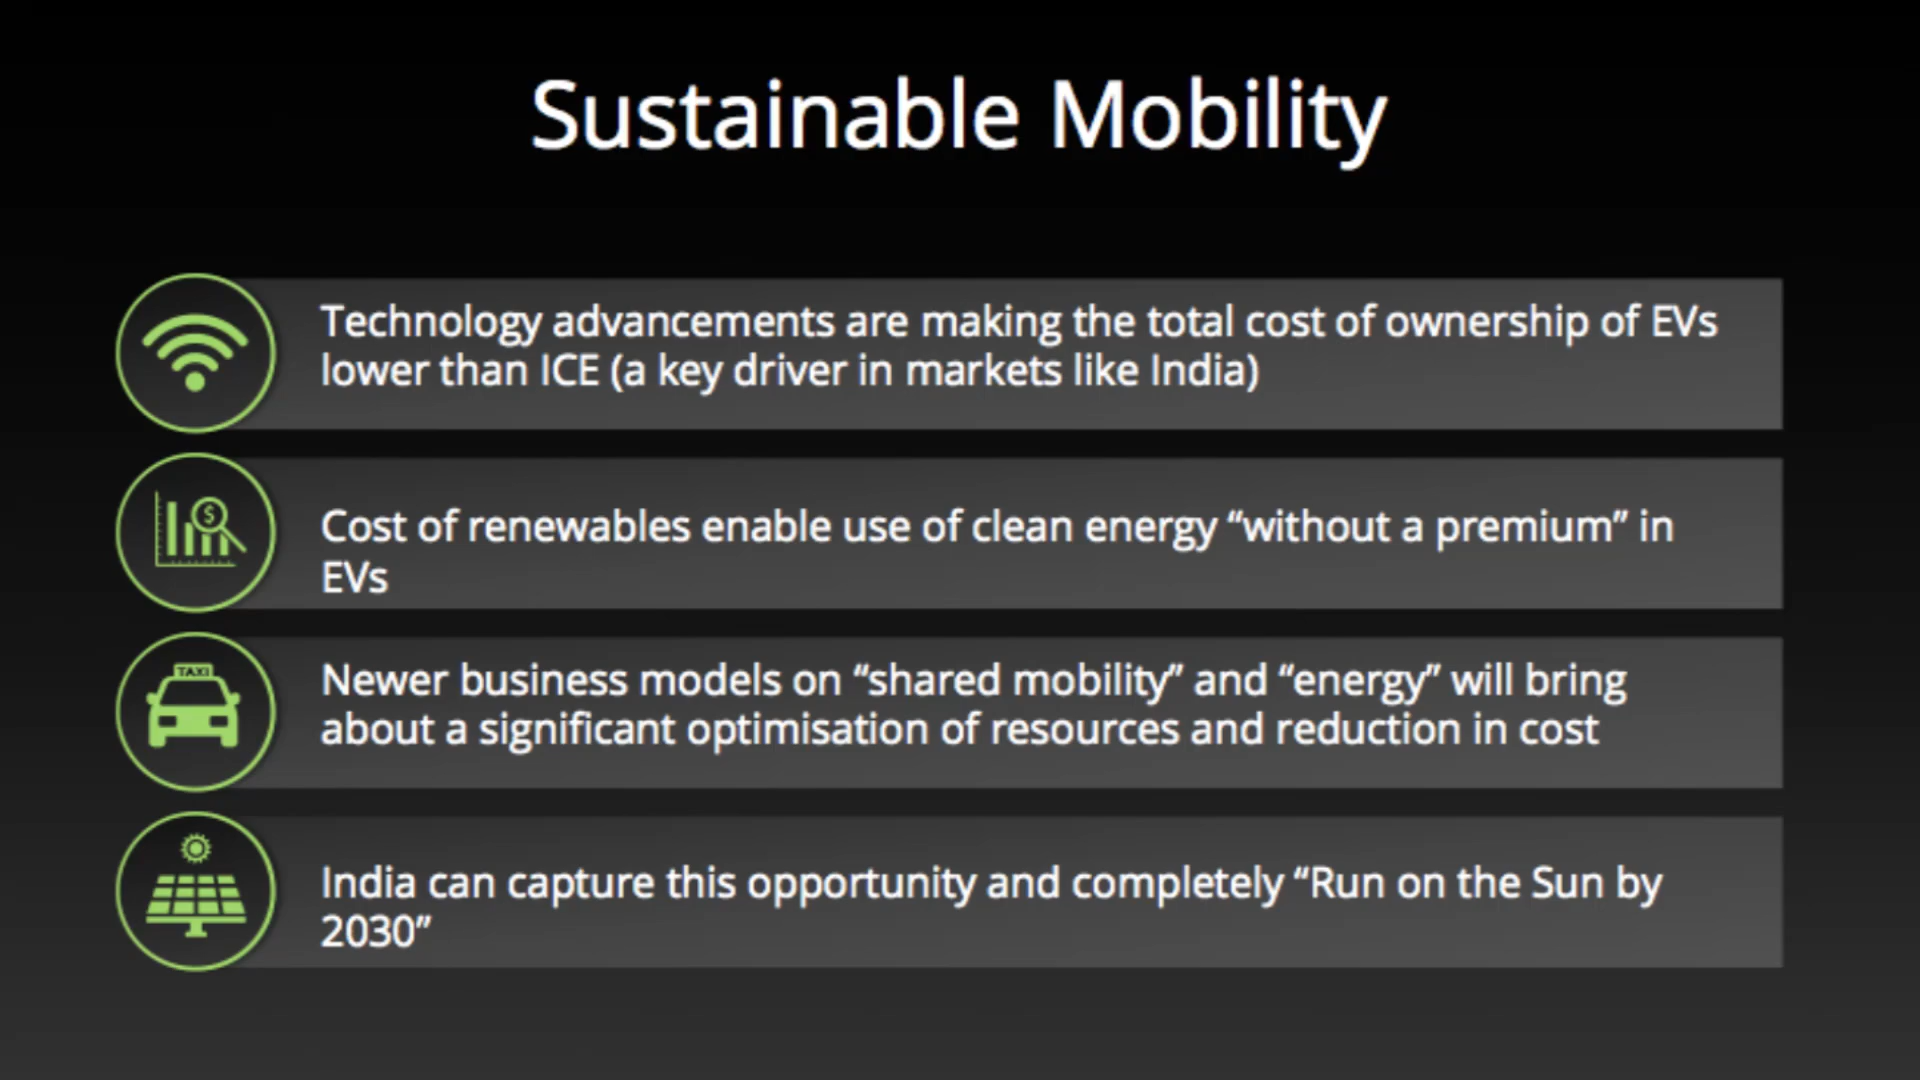 Sustainable Mobility
Technology advancements are making the total cost of ownership of EVs
lower than ICE (a key driver in markets like India)
$
Cost of renewables enable use of clean energy “without a premium” in
EVs
TAXI
Newer business models on “shared mobility” and “energy” will bring
about a significant optimisation of resources and reduction in cost
India can capture this opportunity and completely “Run on the Sun by
2030”